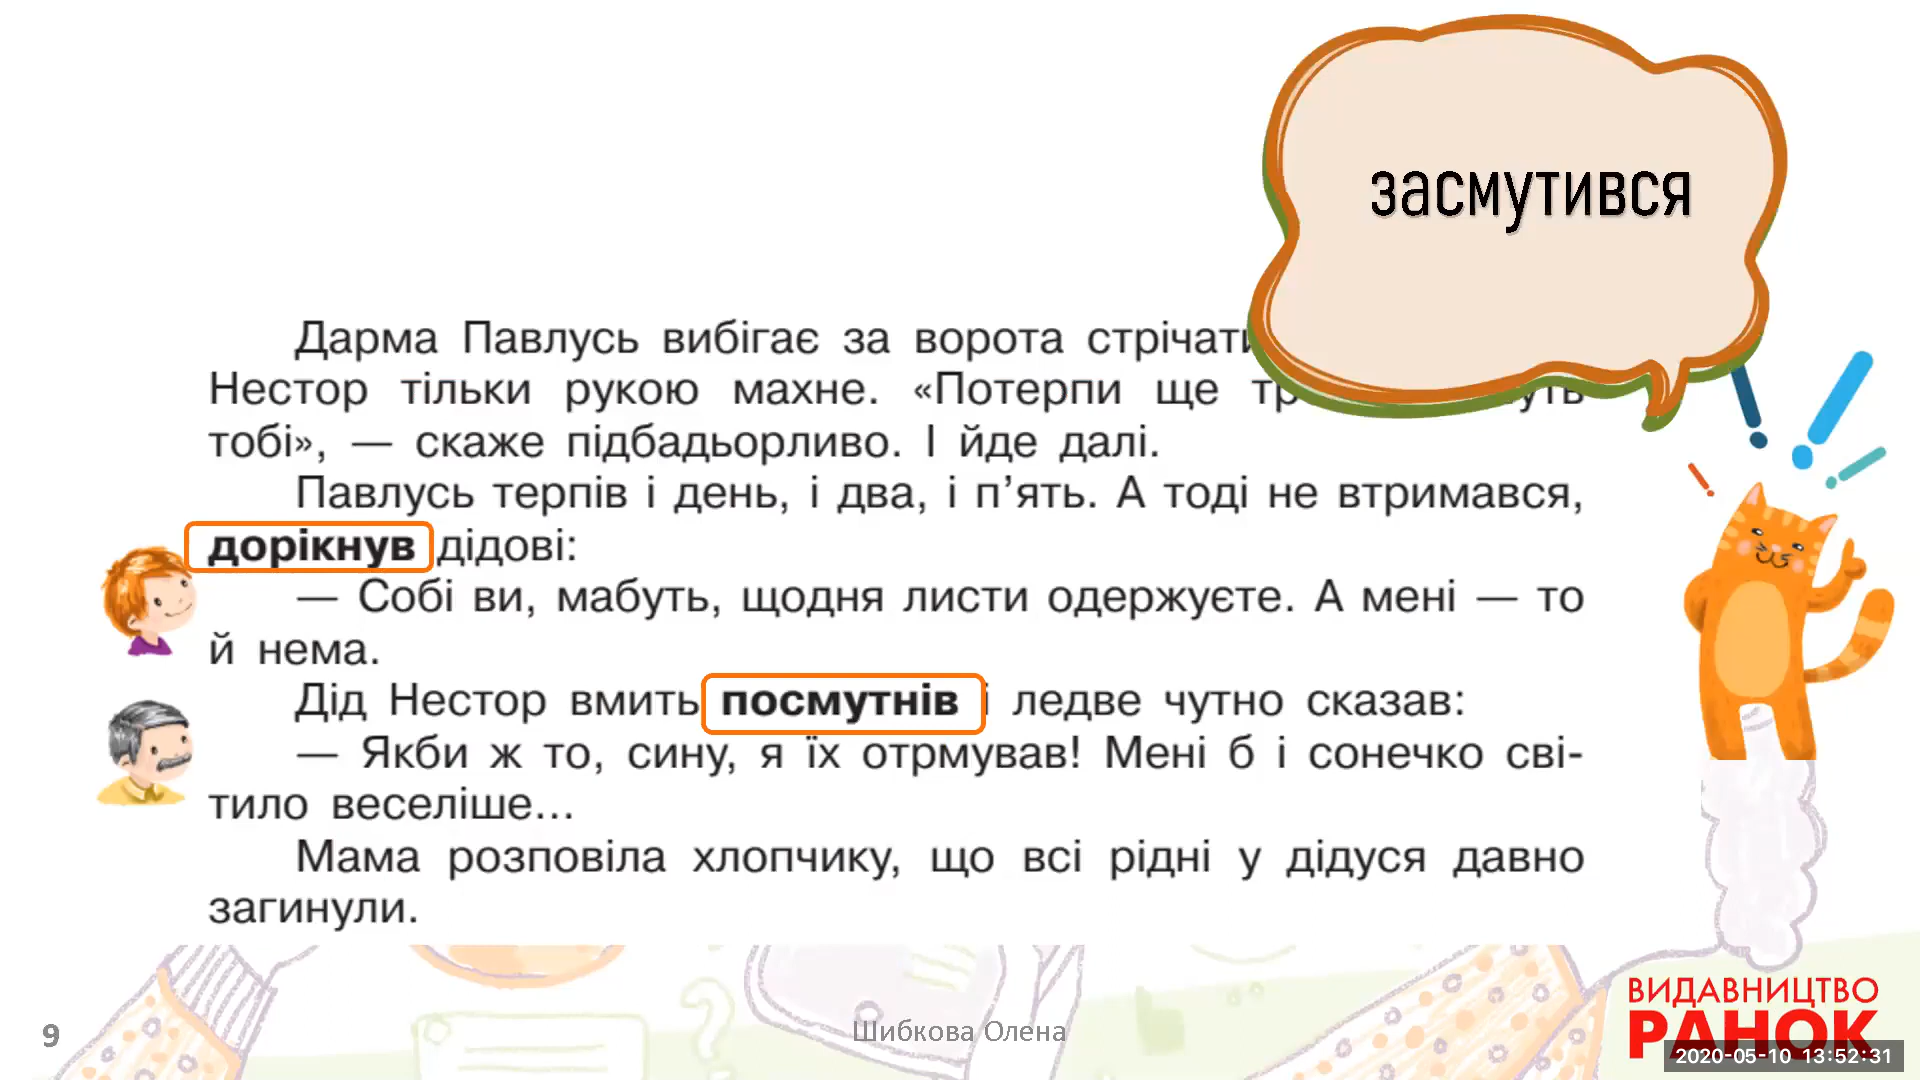 засмутився
Дарма Павлусь вибігає за ворота стрічати
Нестор тільки рукою махне. «Потерпи ще
тобі», — скаже підбадьорливо. І йде далі.
Павлусь терпів і день, і два, і п’ять. А тоді не втримався,
дорікнув дідові:
— Собі ви, мабуть, щодня листи одержуєте. А мені — то
й нема.
Дід Нестор вмить посмутнів і ледве чутно сказав:
— Якби ж то, сину, я їх отрмував! Мені б і сонечко сві-
тило веселіше...
Мама розповіла хлопчику, що всі рідні у дідуся давно
загинули.
9
Шибкова Олена
ВИДАВНИЦТВО
РАНОК
2020-05-10 13:52:31